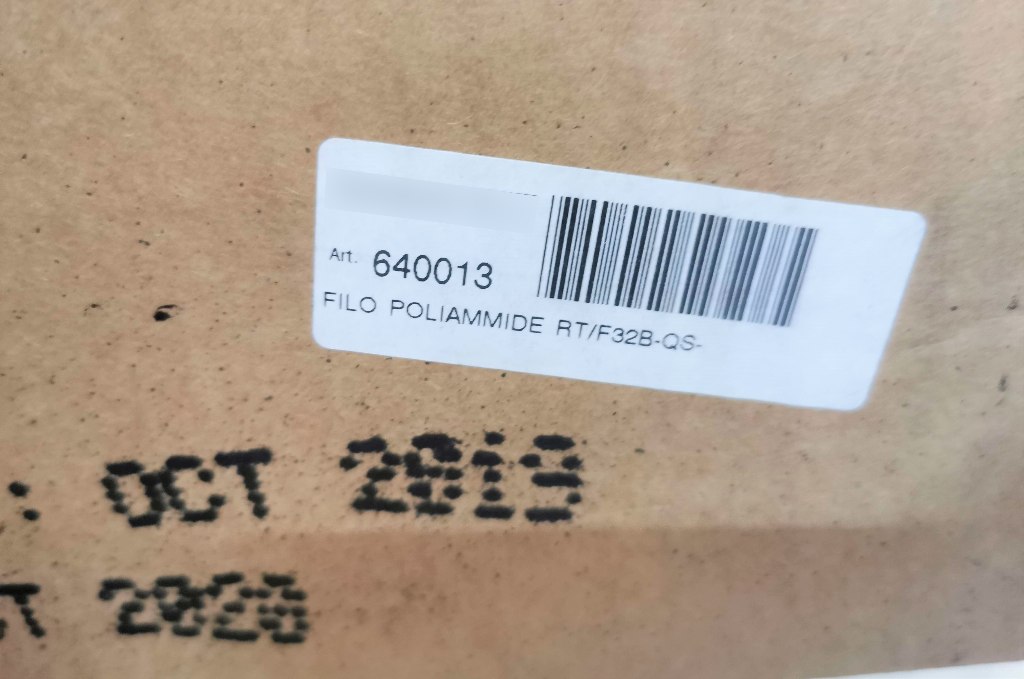 Art. 640013
FILO POLIAMMIDE RT/F32B-QS-
: OCT 2019
T 2020